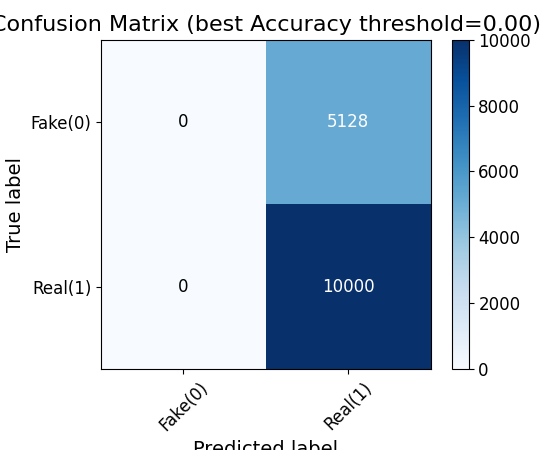 Confusion Matrix (best Accuracy threshold=0.00)
10000
Fake(0)
0
5128
8000
6000
True label
4000
Real(1)
0
10000
2000
0
Fake(0)
Real(1)
Predicted label